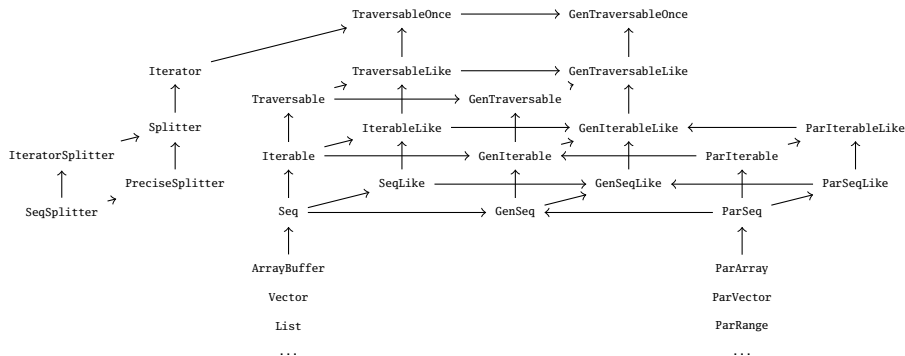 TraversableOnce GenTraversableOnce
Iterator TraversableLike GenTraversableLike
Traversable GenTraversable
Splitter IterableLike GenIterableLike ParIterableLike
IteratorSplitter Iterable GenIterable ParIterable
PreciseSplitter SeqLike GenSeqLike ParSeqLike
SeqSplitter Seq GenSeq ParSeq
ArrayBuffer ParArray
Vector ParVector
List ParRange
... ...